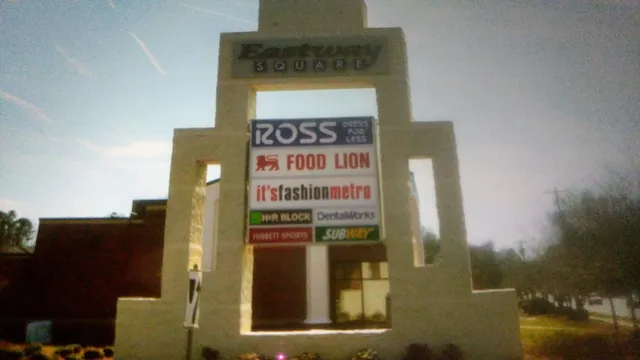 Eastway
SQUARE
ROSS DRESS FOR LESS
FOOD LION
it'sfashionmetro
H&R BLOCK DentalWorks
HIBBETT SPORTS SUBWAY